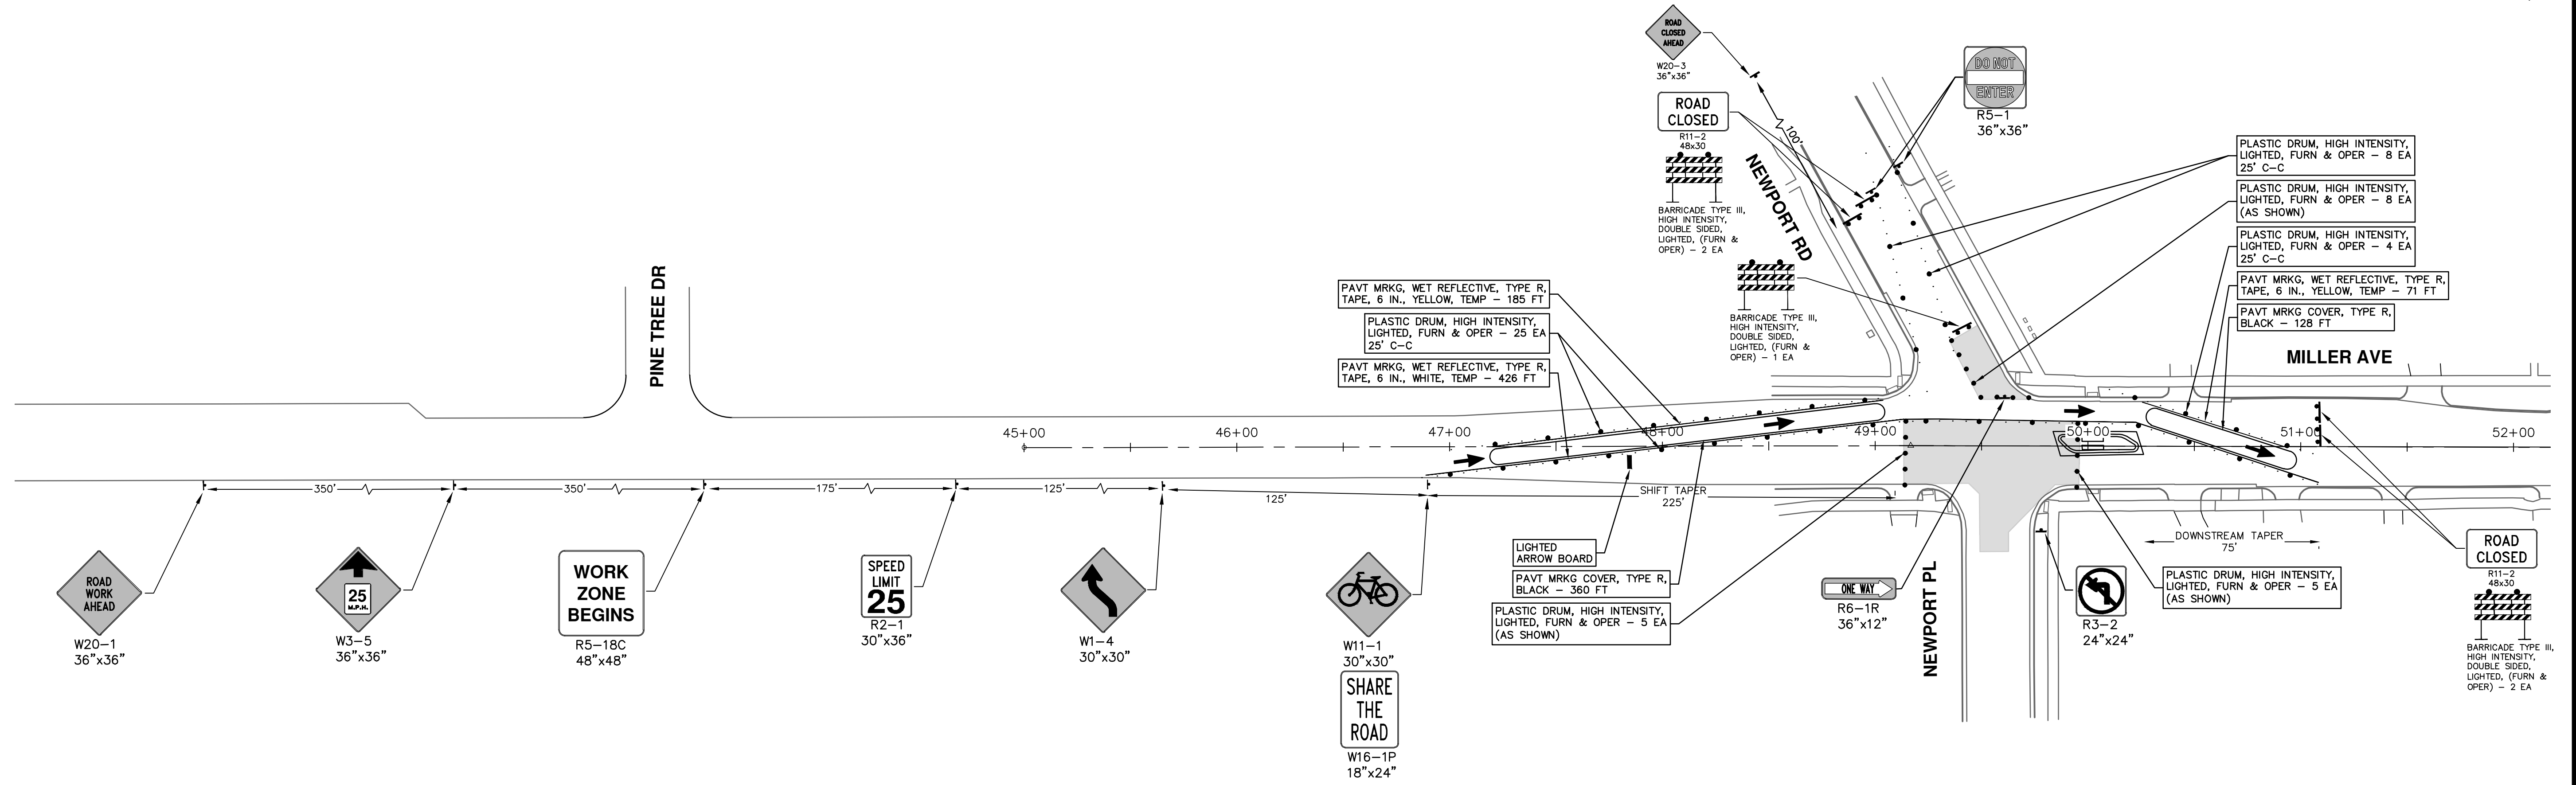 ROAD
CLOSED
AHEAD
W20-3
36"x36"
ROAD
CLOSED
R11-2
48x30
BARRICADE TYPE III,
HIGH INTENSITY,
DOUBLE SIDED,
LIGHTED, (FURN &
OPER) - 2 EA
100'
NEWPORT RD
DO NOT
ENTER
R5-1
36"x36"
BARRICADE TYPE III,
HIGH INTENSITY,
DOUBLE SIDED,
LIGHTED, (FURN &
OPER) - 1 EA
PLASTIC DRUM, HIGH INTENSITY,
LIGHTED, FURN & OPER - 8 EA
25' C-C
PLASTIC DRUM, HIGH INTENSITY,
LIGHTED, FURN & OPER - 8 EA
(AS SHOWN)
PLASTIC DRUM, HIGH INTENSITY,
LIGHTED, FURN & OPER - 4 EA
25' C-C
PAVT MRKG, WET REFLECTIVE, TYPE R,
TAPE, 6 IN., YELLOW, TEMP - 71 FT
PAVT MRKG COVER, TYPE R,
BLACK - 128 FT
MILLER AVE
PINE TREE DR
PAVT MRKG, WET REFLECTIVE, TYPE R,
TAPE, 6 IN., YELLOW, TEMP - 185 FT
PLASTIC DRUM, HIGH INTENSITY,
LIGHTED, FURN & OPER - 25 EA
25' C-C
PAVT MRKG, WET REFLECTIVE, TYPE R,
TAPE, 6 IN., WHITE, TEMP - 426 FT
45+00
46+00
47+00
48+00
49+00
50+00
51+00
52+00
350'
350'
175'
125'
125'
SHIFT TAPER
225'
DOWNSTREAM TAPER
75'
ROAD
WORK
AHEAD
W20-1
36"x36"
25
M.P.H.
W3-5
36"x36"
WORK
ZONE
BEGINS
R5-18C
48"x48"
SPEED
LIMIT
25
R2-1
30"x36"
W1-4
30"x30"
W11-1
30"x30"
SHARE
THE
ROAD
W16-1P
18"x24"
LIGHTED
ARROW BOARD
PAVT MRKG COVER, TYPE R,
BLACK - 360 FT
PLASTIC DRUM, HIGH INTENSITY,
LIGHTED, FURN & OPER - 5 EA
(AS SHOWN)
ONE WAY
R6-1R
36"x12"
NEWPORT PL
R3-2
24"x24"
PLASTIC DRUM, HIGH INTENSITY,
LIGHTED, FURN & OPER - 5 EA
(AS SHOWN)
ROAD
CLOSED
R11-2
48x30
BARRICADE TYPE III,
HIGH INTENSITY,
DOUBLE SIDED,
LIGHTED, (FURN &
OPER) - 2 EA